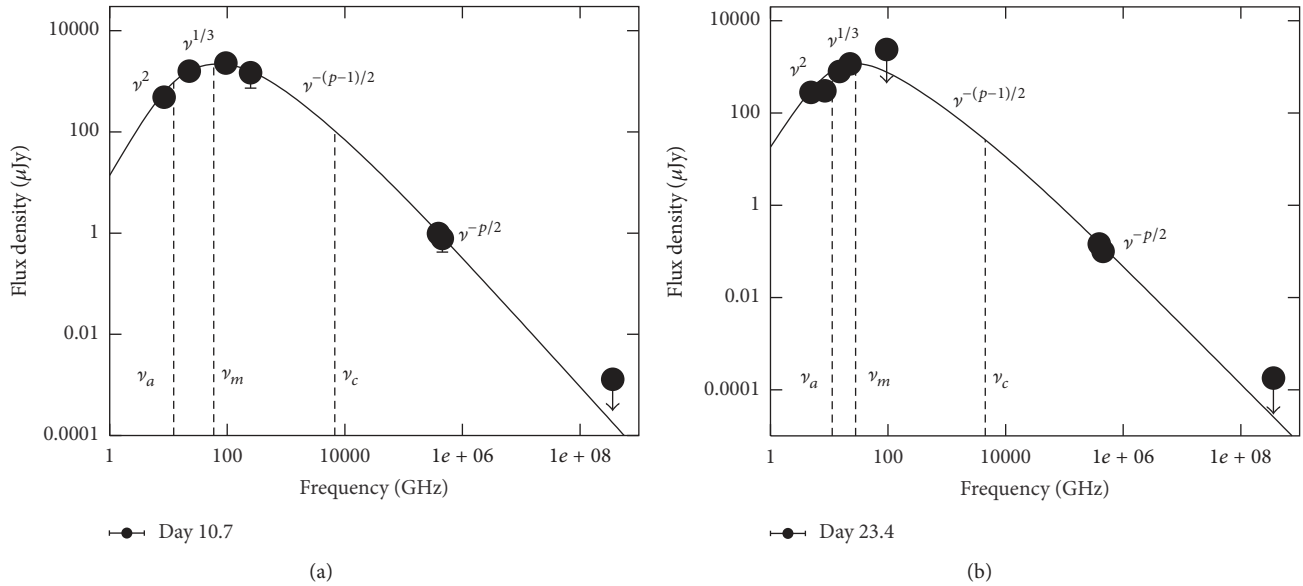 10000
100
1
0.01
0.0001
Flux density (μJy)
ν^2
ν^{1/3}
ν^{-(p-1)/2}
ν^{-p/2}
ν_a
ν_m
ν_c
1
100
10000
1e + 06
1e + 08
Frequency (GHz)
Day 10.7
(a)
10000
100
1
0.01
0.0001
Flux density (μJy)
ν^2
ν^{1/3}
ν^{-(p-1)/2}
ν^{-p/2}
ν_a
ν_m
ν_c
1
100
10000
1e + 06
1e + 08
Frequency (GHz)
Day 23.4
(b)